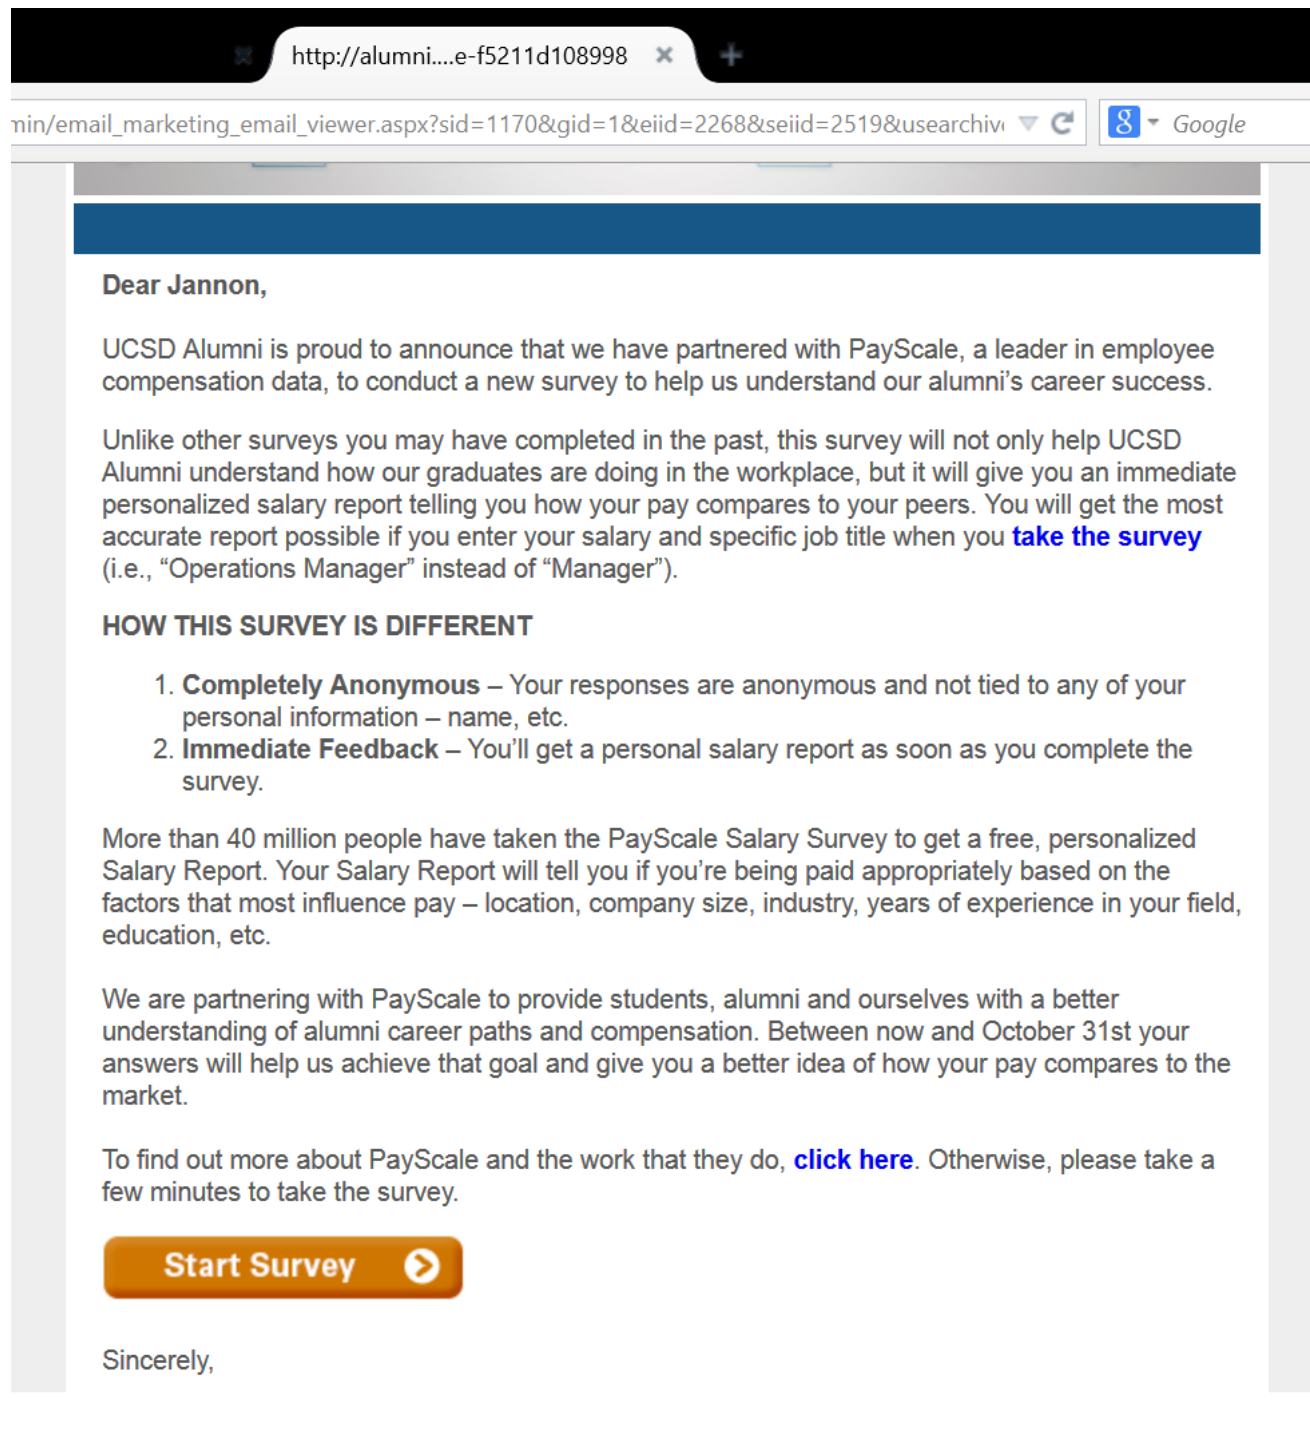 http://alumni....e-f5211d108998
min/email_marketing_email_viewer.aspx?sid=1170&gid=1&eiid=2268&seiid=2519&usearchiv
8 Google
Dear Jannon,
UCSD Alumni is proud to announce that we have partnered with PayScale, a leader in employee
compensation data, to conduct a new survey to help us understand our alumni’s career success.
Unlike other surveys you may have completed in the past, this survey will not only help UCSD
Alumni understand how our graduates are doing in the workplace, but it will give you an immediate
personalized salary report telling you how your pay compares to your peers. You will get the most
accurate report possible if you enter your salary and specific job title when you take the survey
(i.e., “Operations Manager” instead of “Manager”).
HOW THIS SURVEY IS DIFFERENT
1. Completely Anonymous – Your responses are anonymous and not tied to any of your
personal information – name, etc.
2. Immediate Feedback – You’ll get a personal salary report as soon as you complete the
survey.
More than 40 million people have taken the PayScale Salary Survey to get a free, personalized
Salary Report. Your Salary Report will tell you if you’re being paid appropriately based on the
factors that most influence pay – location, company size, industry, years of experience in your field,
education, etc.
We are partnering with PayScale to provide students, alumni and ourselves with a better
understanding of alumni career paths and compensation. Between now and October 31st your
answers will help us achieve that goal and give you a better idea of how your pay compares to the
market.
To find out more about PayScale and the work that they do, click here. Otherwise, please take a
few minutes to take the survey.
Start Survey
Sincerely,